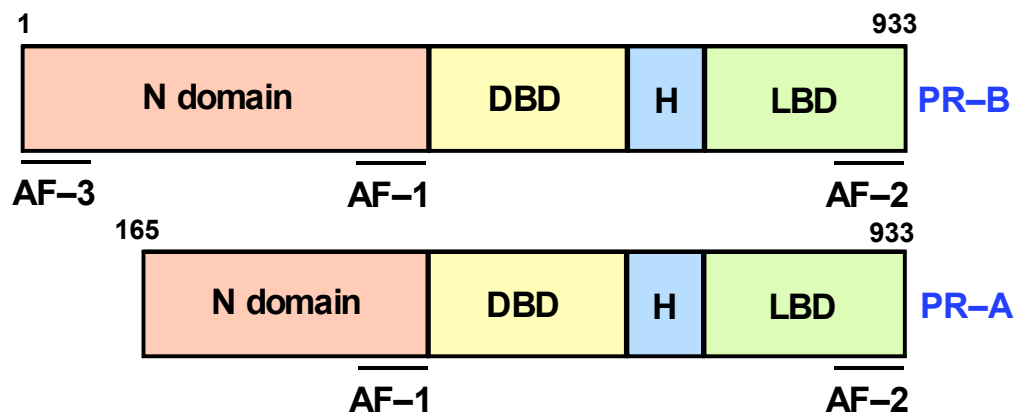 1 933
N domain DBD H LBD PR–B
AF–3 AF–1 AF–2
165 933
N domain DBD H LBD PR–A
AF–1 AF–2